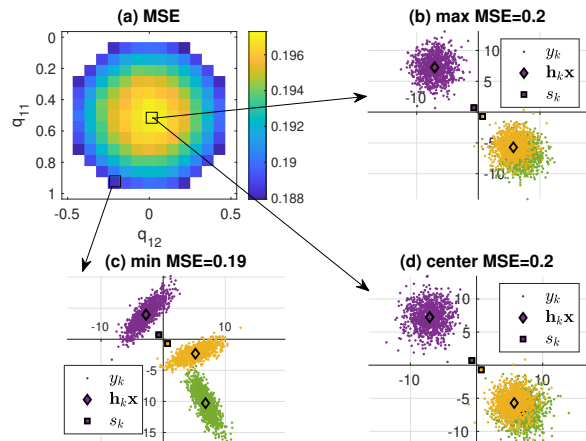 (a) MSE
0
0.2
0.4
0.6
0.8
1
q11
-0.5
0
0.5
q12
0.196
0.194
0.192
0.19
0.188
(b) max MSE=0.2
10
5
-10
10
-5
-10
yk
hkx
sk
(c) min MSE=0.19
-10
10
5
-5
10
15
yk
hkx
sk
(d) center MSE=0.2
10
5
-10
10
-5
-10
yk
hkx
sk